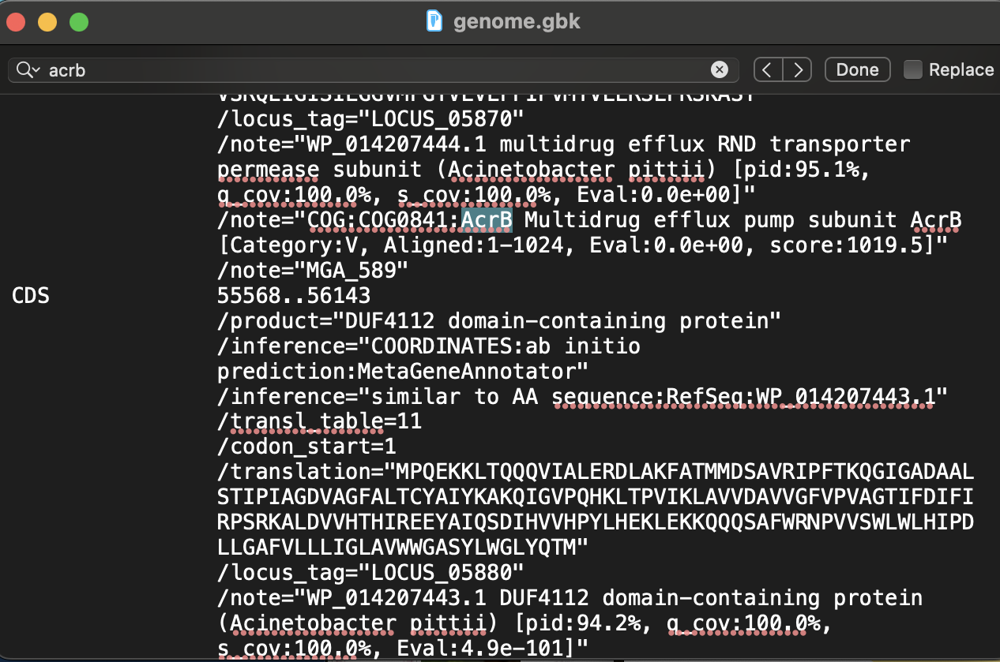 genome.gbk
acrb
Done
Replace
/locus_tag="LOCUS_05870"
/note="WP_014207444.1 multidrug efflux RND transporter
permease subunit (Acinetobacter pittii) [pid:95.1%,
q_cov:100.0%, s_cov:100.0%, Eval:0.0e+00]"
/note="COG:COG0841:AcrB Multidrug efflux pump subunit AcrB
[Category:V, Aligned:1-1024, Eval:0.0e+00, score:1019.5]"
/note="MGA_589"
CDS 55568..56143
/product="DUF4112 domain-containing protein"
/inference="COORDINATES:ab initio
prediction:MetaGeneAnnotator"
/inference="similar to AA sequence:RefSeq:WP_014207443.1"
/transl_table=11
/codon_start=1
/translation="MPQEKKLTQQQVIALERDLAKFATMMDSAVRIPFTKQGIGADAAL
STIPIAGDVAGFALTCYAIYKAKQIGVPQHKLTPVIKLAVVDAVVGFVPVAGTIFDIFI
RPSRKALDVVHTHIREEYAIQSDIHVVHPYLHEKLEKKQQQSAFWRNPVVSWLWLHIPD
LLGAFVLLLIGLAVWWGASYLWGLYQTM"
/locus_tag="LOCUS_05880"
/note="WP_014207443.1 DUF4112 domain-containing protein
(Acinetobacter pittii) [pid:94.2%, q_cov:100.0%,
s_cov:100.0%, Eval:4.9e-101]"